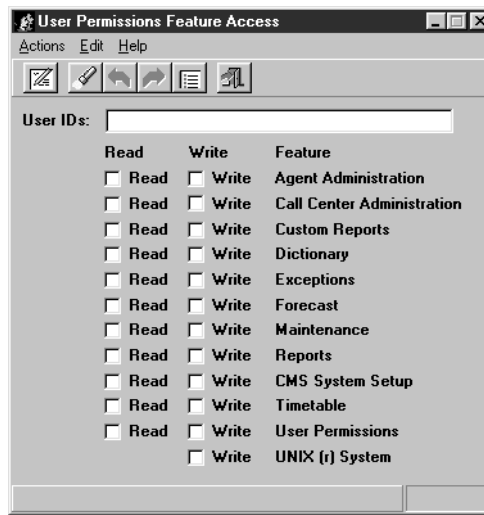 User Permissions Feature Access
Actions Edit Help
User IDs:
Read Write Feature
Read Write Agent Administration
Read Write Call Center Administration
Read Write Custom Reports
Read Write Dictionary
Read Write Exceptions
Read Write Forecast
Read Write Maintenance
Read Write Reports
Read Write CMS System Setup
Read Write Timetable
Read Write User Permissions
Write UNIX (r) System